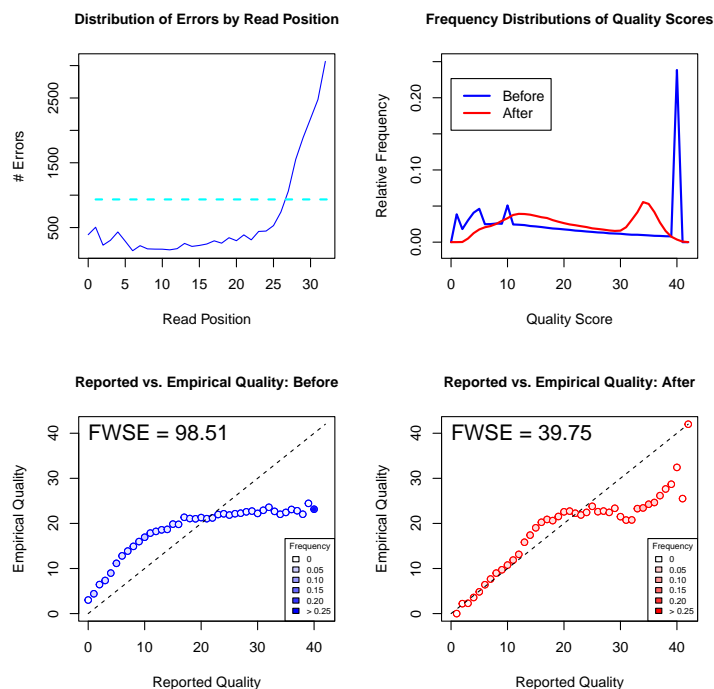 Distribution of Errors by Read Position
# Errors
500
1500
2500
0
5
10
15
20
25
30
Read Position
Frequency Distributions of Quality Scores
Relative Frequency
0.00
0.10
0.20
Before
After
0
10
20
30
40
Quality Score
Reported vs. Empirical Quality: Before
Empirical Quality
0
10
20
30
40
FWSE = 98.51
Frequency
0
0.05
0.10
0.15
0.20
> 0.25
0
10
20
30
40
Reported Quality
Reported vs. Empirical Quality: After
Empirical Quality
0
10
20
30
40
FWSE = 39.75
Frequency
0
0.05
0.10
0.15
0.20
> 0.25
0
10
20
30
40
Reported Quality